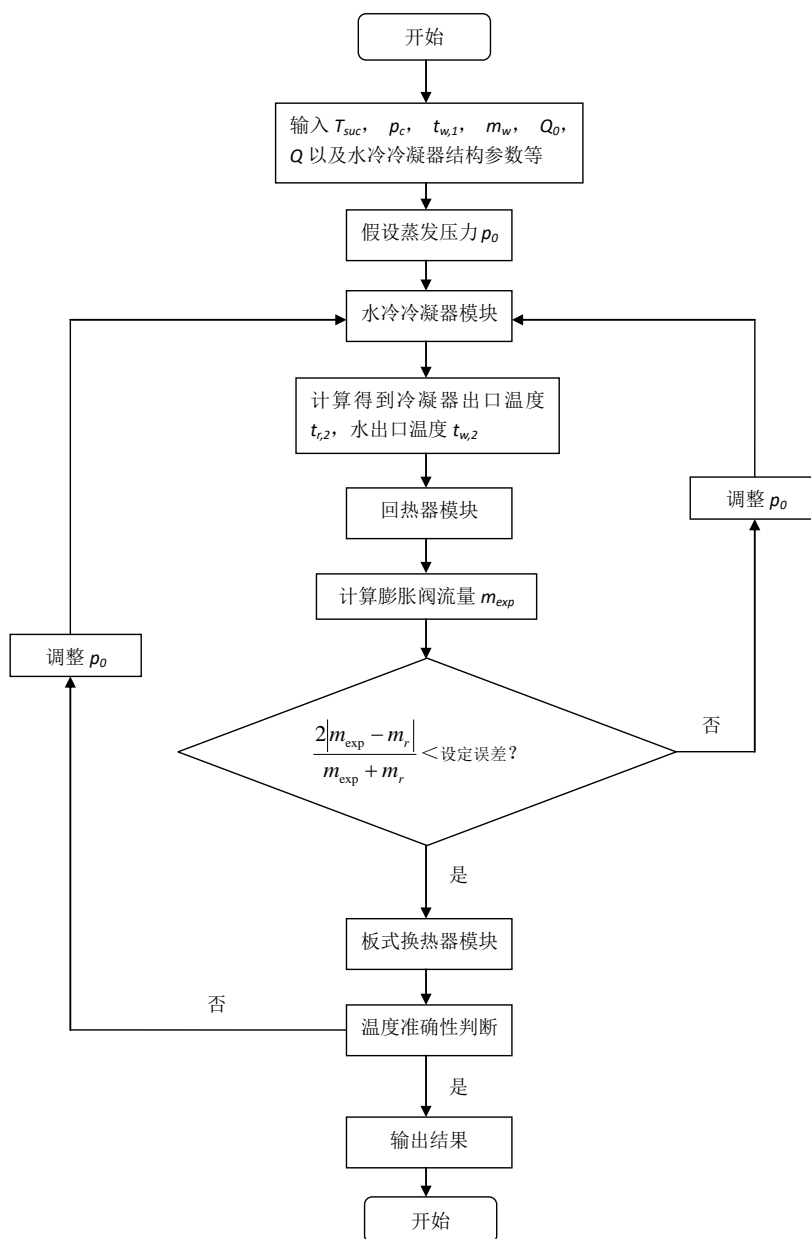 开始
输入 T_suc， p_c， t_w,1， m_w， Q_0，
Q 以及水冷冷凝器结构参数等
假设蒸发压力 p_0
水冷冷凝器模块
计算得到冷凝器出口温度
t_r,2，水出口温度 t_w,2
回热器模块
调整 p_0
计算膨胀阀流量 m_exp
调整 p_0
2|m_exp − m_r|
m_exp + m_r
＜设定误差？
否
是
板式换热器模块
否
温度准确性判断
是
输出结果
开始